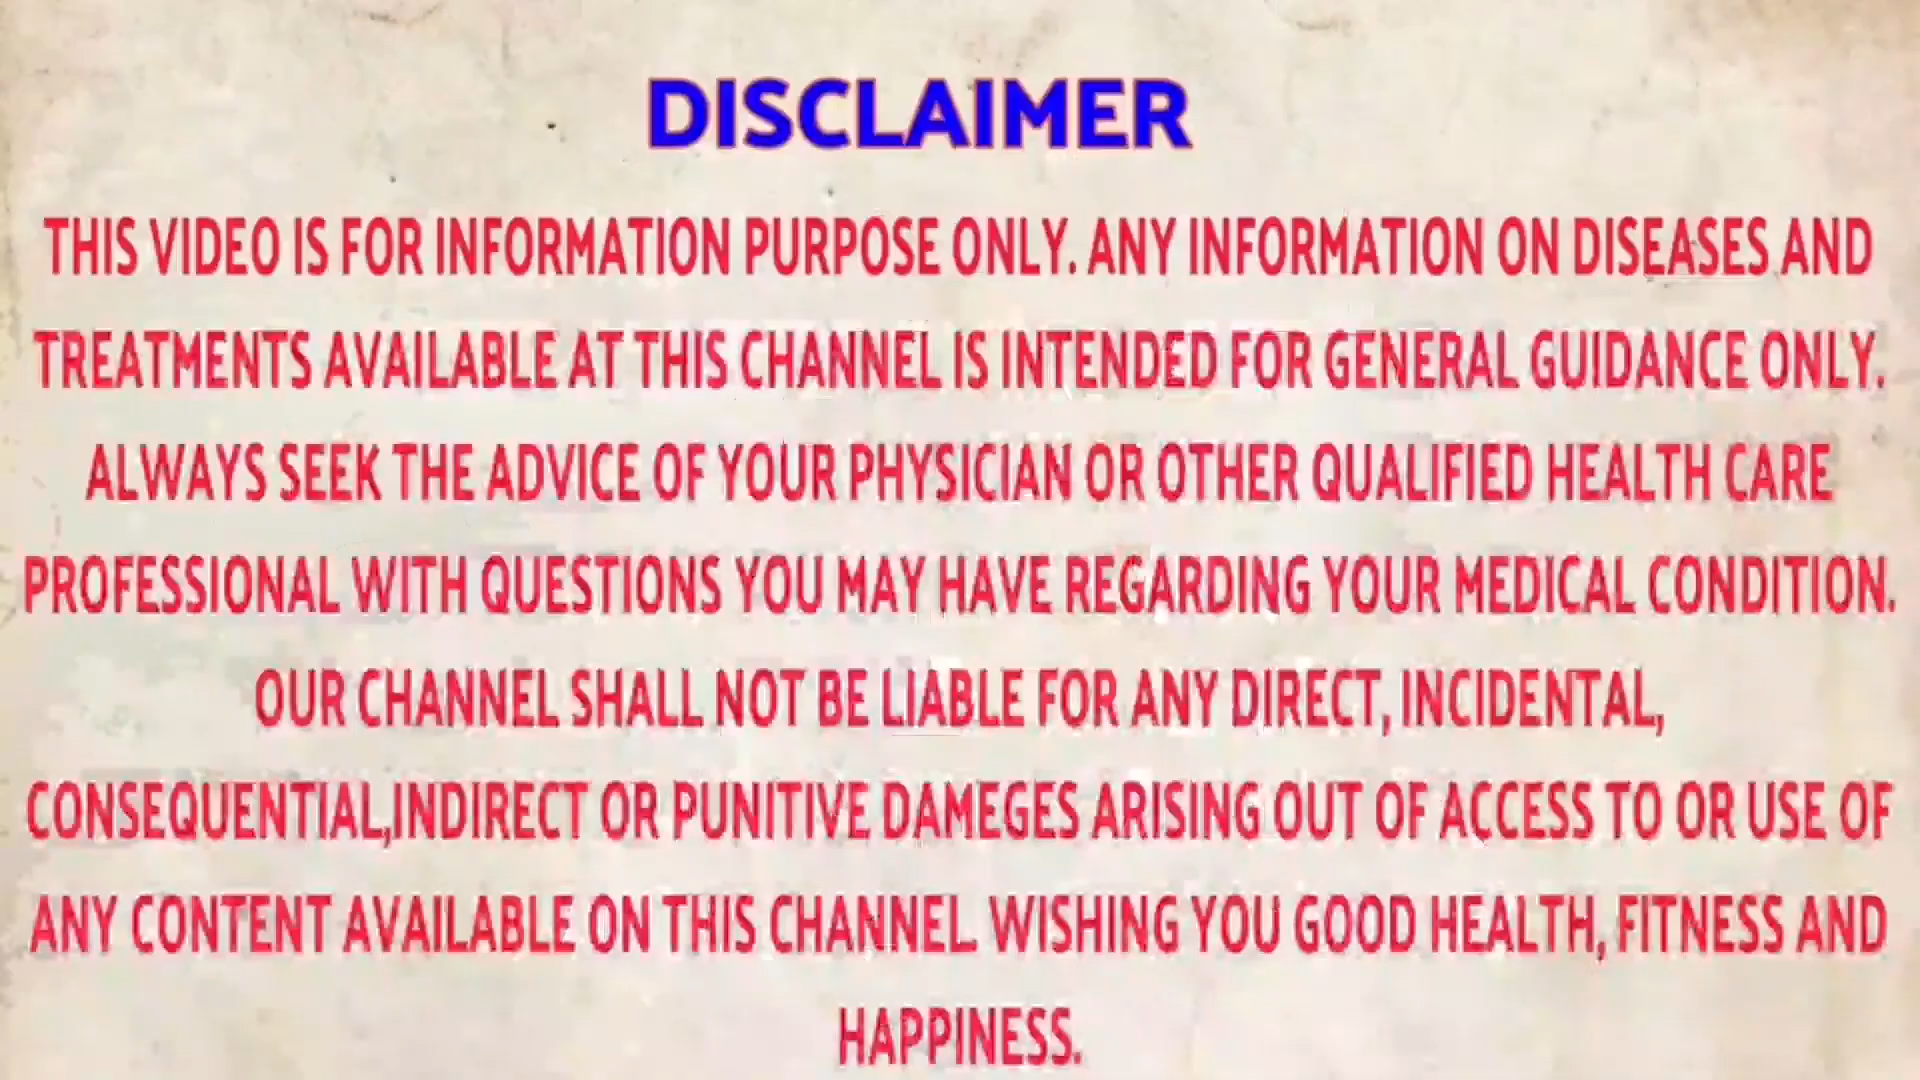 DISCLAIMER
THIS VIDEO IS FOR INFORMATION PURPOSE ONLY. ANY INFORMATION ON DISEASES AND
TREATMENTS AVAILABLE AT THIS CHANNEL IS INTENDED FOR GENERAL GUIDANCE ONLY.
ALWAYS SEEK THE ADVICE OF YOUR PHYSICIAN OR OTHER QUALIFIED HEALTH CARE
PROFESSIONAL WITH QUESTIONS YOU MAY HAVE REGARDING YOUR MEDICAL CONDITION.
OUR CHANNEL SHALL NOT BE LIABLE FOR ANY DIRECT, INCIDENTAL,
CONSEQUENTIAL,INDIRECT OR PUNITIVE DAMEGES ARISING OUT OF ACCESS TO OR USE OF
ANY CONTENT AVAILABLE ON THIS CHANNEL. WISHING YOU GOOD HEALTH, FITNESS AND
HAPPINESS.